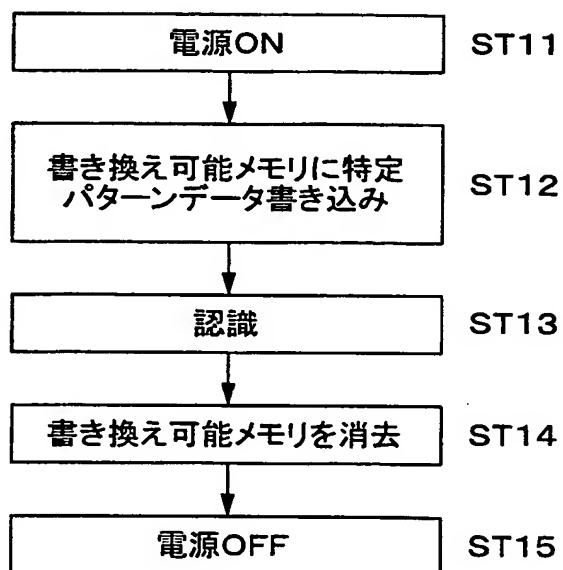 電源ON ST11
書き換え可能メモリに特定
パターンデータ書き込み ST12
認識 ST13
書き換え可能メモリを消去 ST14
電源OFF ST15